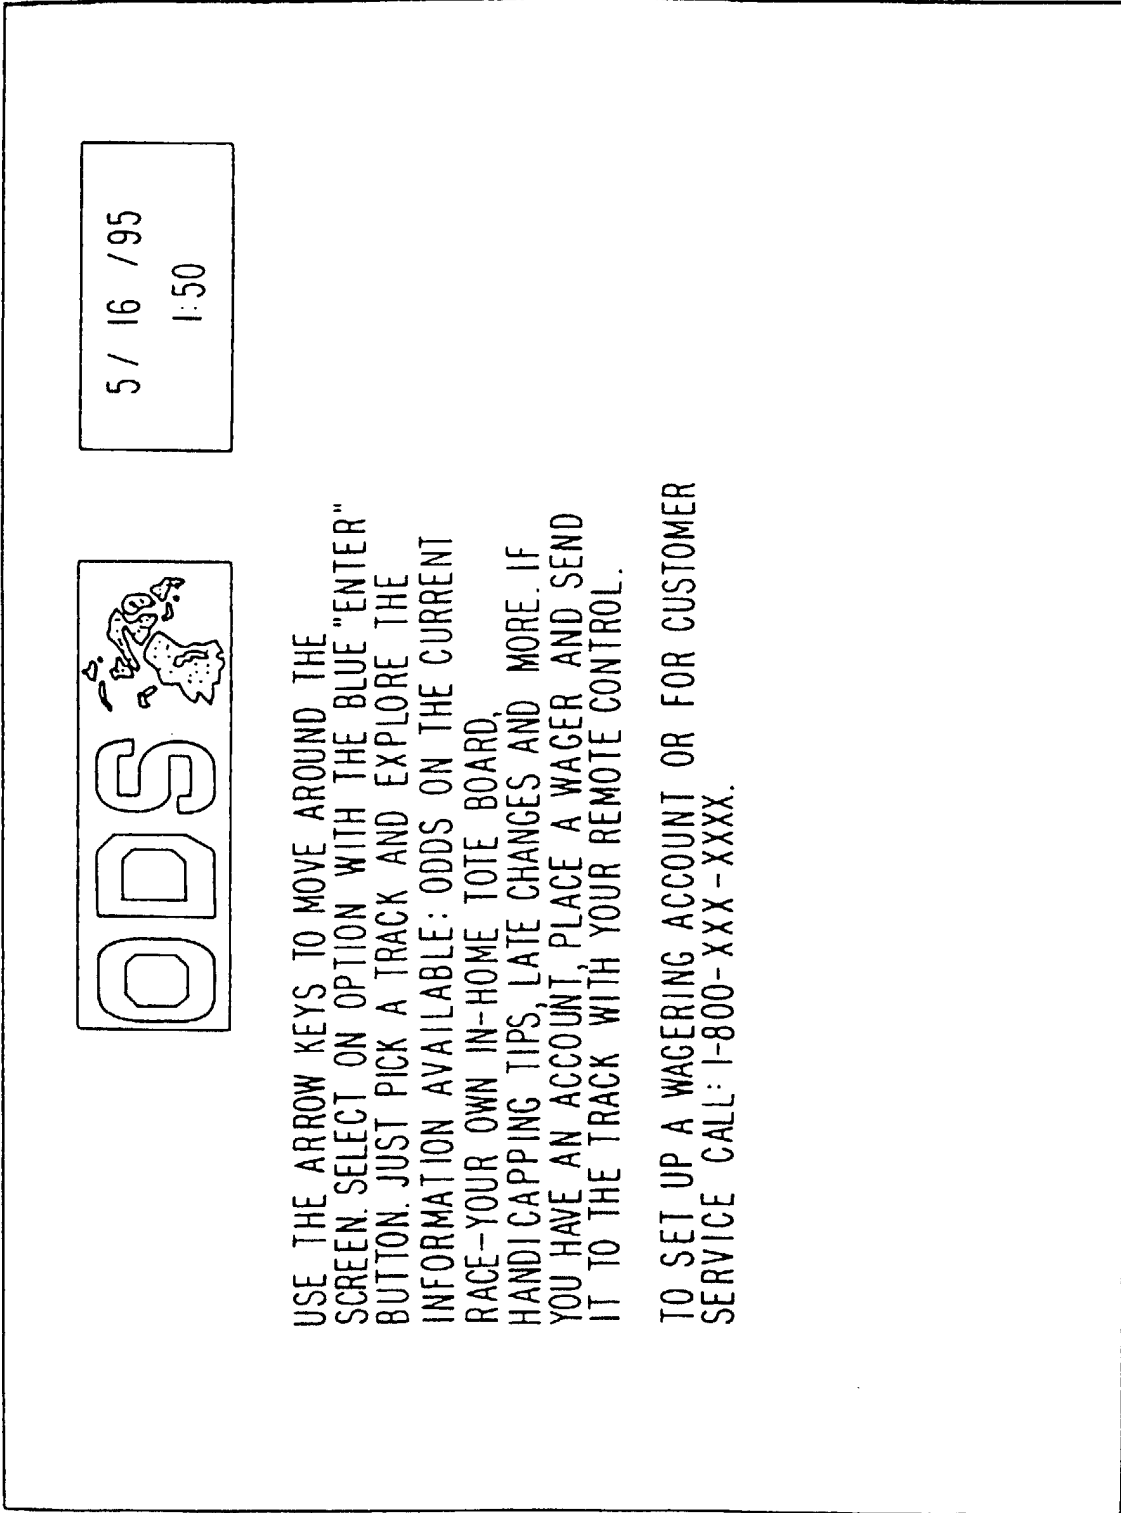 ODS
5/ 16 /95
1:50
USE THE ARROW KEYS TO MOVE AROUND THE
SCREEN. SELECT ON OPTION WITH THE BLUE "ENTER"
BUTTON. JUST PICK A TRACK AND EXPLORE THE
INFORMATION AVAILABLE: ODDS ON THE CURRENT
RACE-YOUR OWN IN-HOME TOTE BOARD,
HANDICAPPING TIPS, LATE CHANGES AND MORE. IF
YOU HAVE AN ACCOUNT, PLACE A WAGER AND SEND
IT TO THE TRACK WITH YOUR REMOTE CONTROL.
TO SET UP A WAGERING ACCOUNT OR FOR CUSTOMER
SERVICE CALL: 1-800-XXX-XXXX.